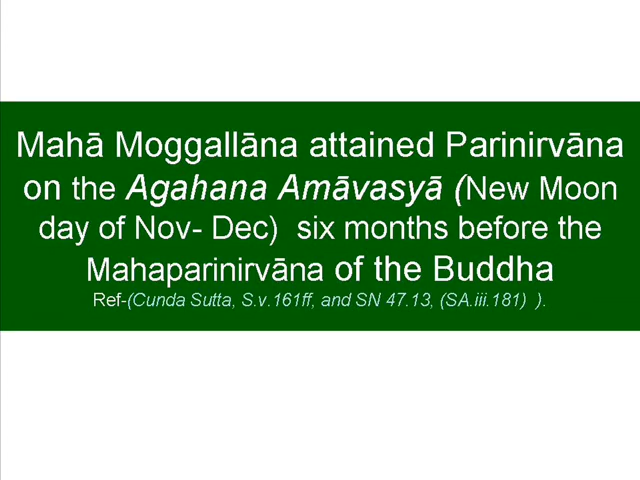 Mahā Moggallāna attained Parinirvāna
on the Agahana Amāvasyā (New Moon
day of Nov- Dec)  six months before the
Mahaparinirvāna of the Buddha
Ref-(Cunda Sutta, S.v.161ff, and SN 47.13, (SA.iii.181)  ).